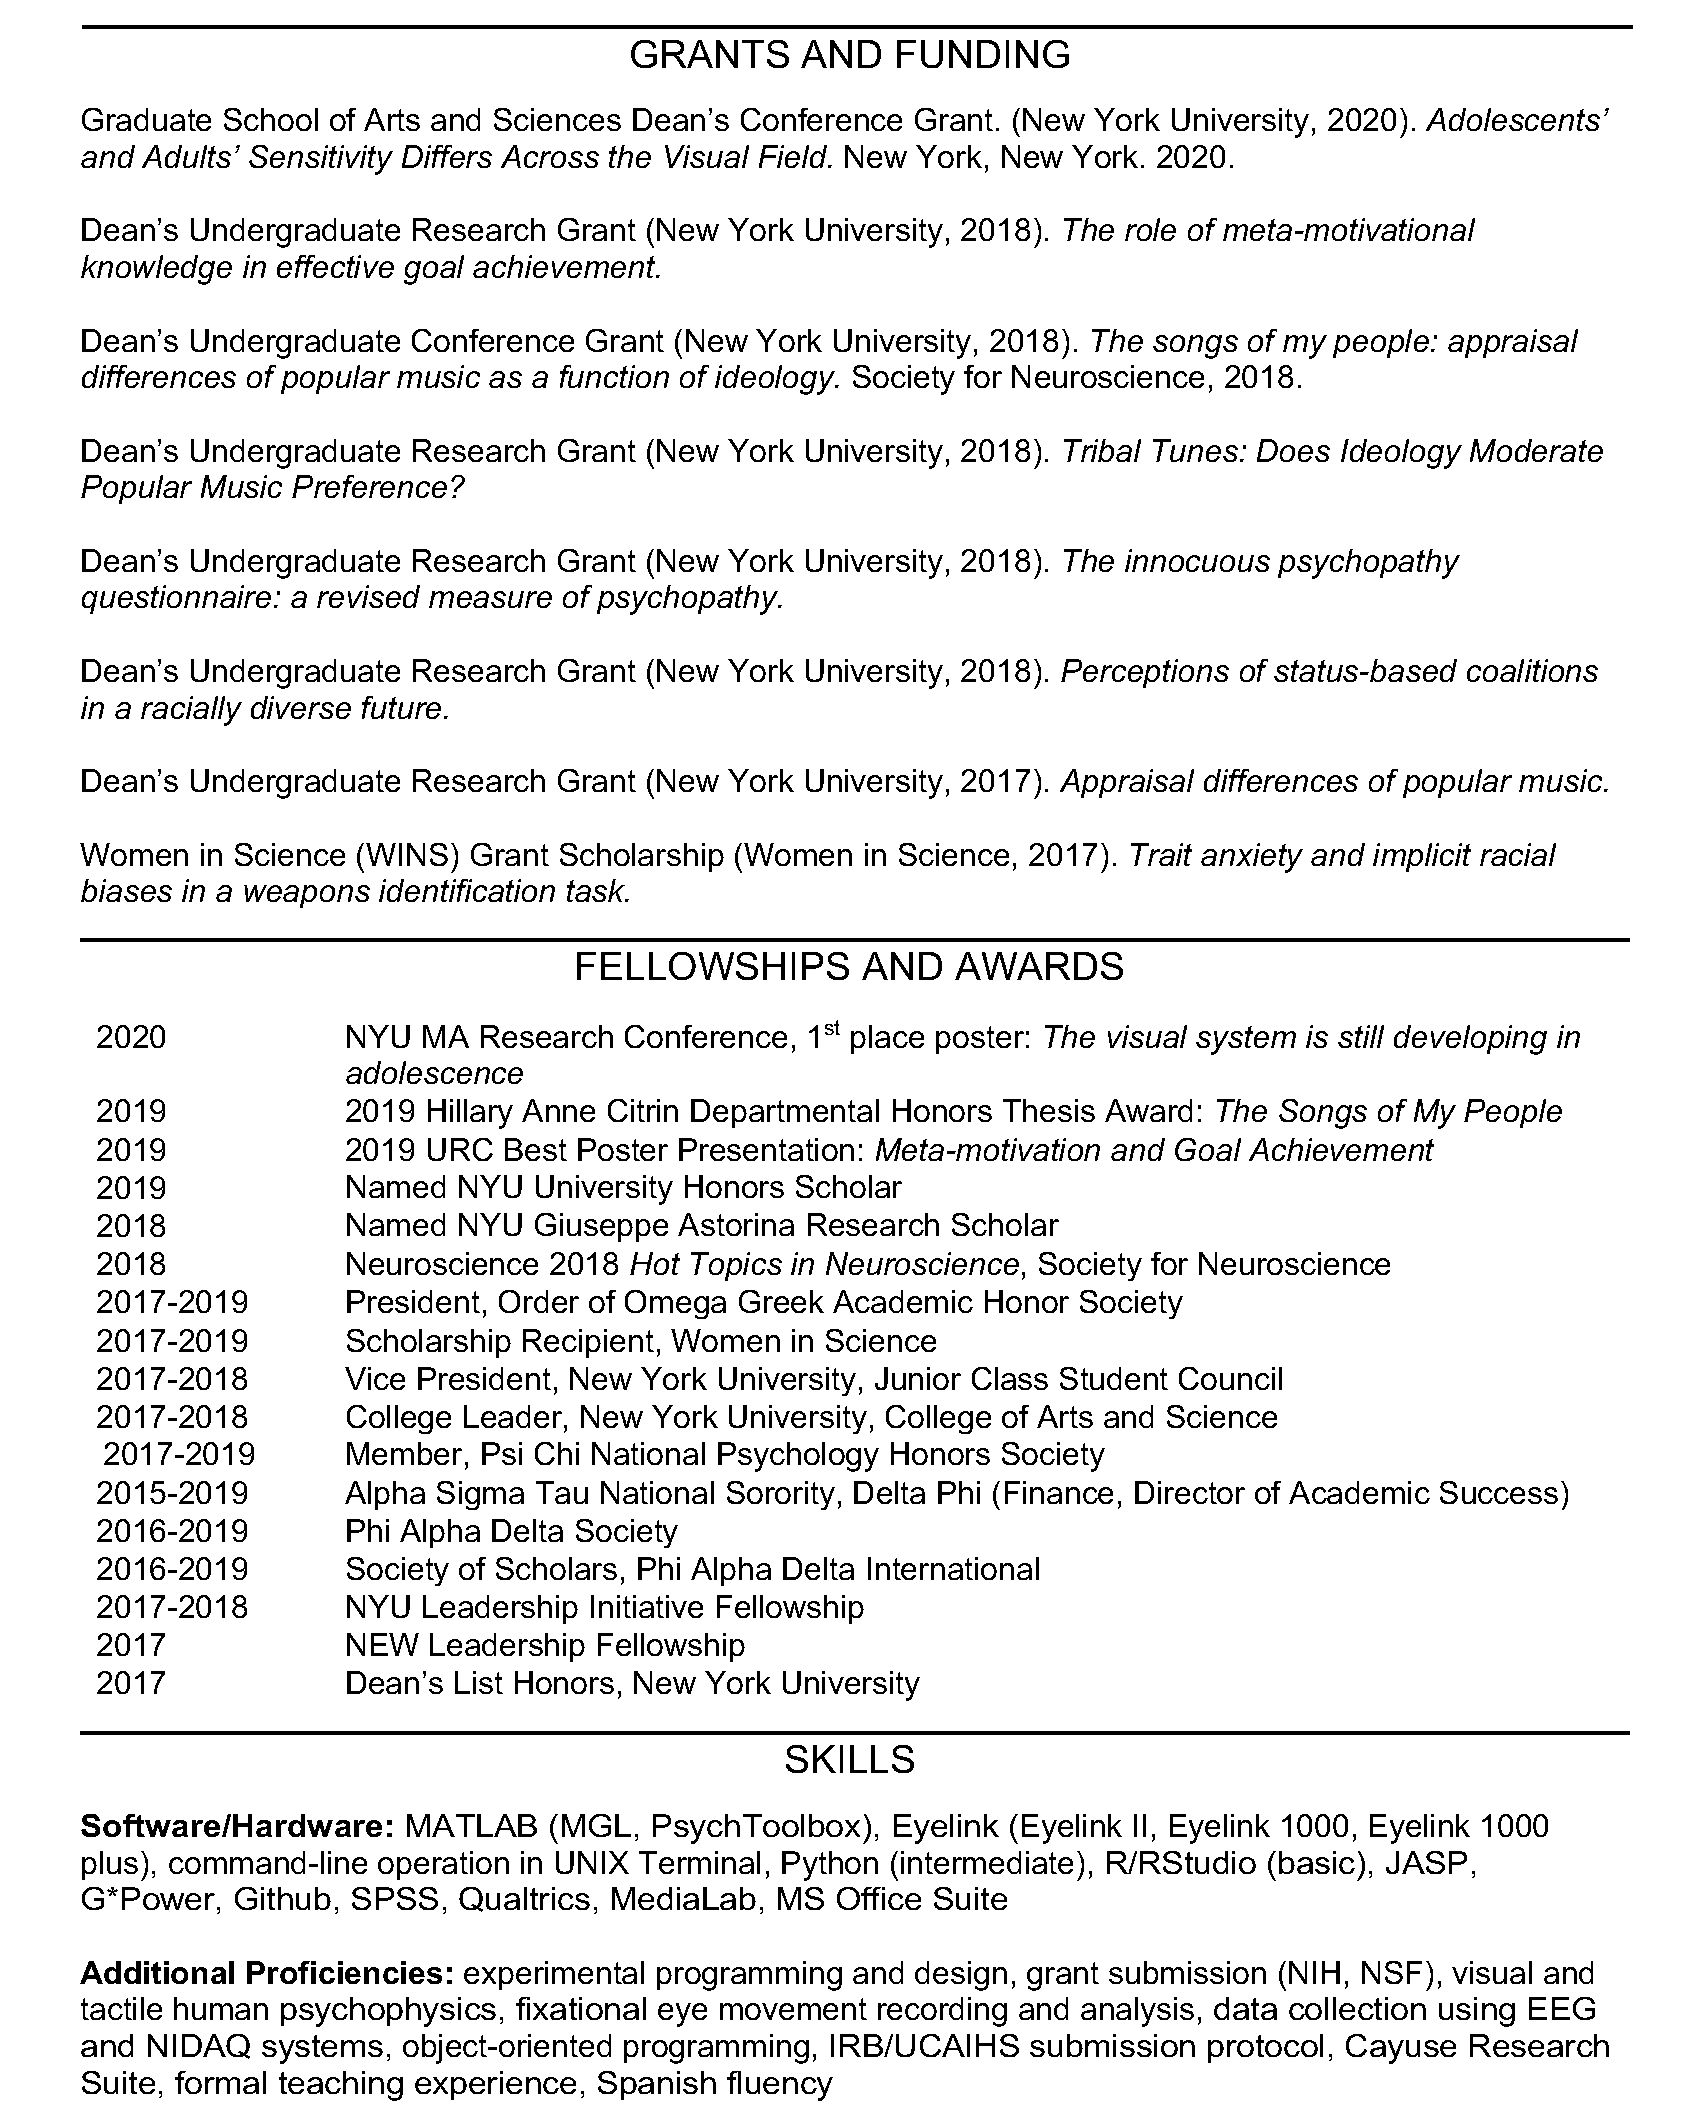 GRANTS AND FUNDING
Graduate School of Arts and Sciences Dean’s Conference Grant. (New York University, 2020). Adolescents’
and Adults’ Sensitivity Differs Across the Visual Field. New York, New York. 2020.
Dean’s Undergraduate Research Grant (New York University, 2018). The role of meta-motivational
knowledge in effective goal achievement.
Dean’s Undergraduate Conference Grant (New York University, 2018). The songs of my people: appraisal
differences of popular music as a function of ideology. Society for Neuroscience, 2018.
Dean’s Undergraduate Research Grant (New York University, 2018). Tribal Tunes: Does Ideology Moderate
Popular Music Preference?
Dean’s Undergraduate Research Grant (New York University, 2018). The innocuous psychopathy
questionnaire: a revised measure of psychopathy.
Dean’s Undergraduate Research Grant (New York University, 2018). Perceptions of status-based coalitions
in a racially diverse future.
Dean’s Undergraduate Research Grant (New York University, 2017). Appraisal differences of popular music.
Women in Science (WINS) Grant Scholarship (Women in Science, 2017). Trait anxiety and implicit racial
biases in a weapons identification task.
FELLOWSHIPS AND AWARDS
2020 NYU MA Research Conference, 1st place poster: The visual system is still developing in
adolescence
2019 2019 Hillary Anne Citrin Departmental Honors Thesis Award: The Songs of My People
2019 2019 URC Best Poster Presentation: Meta-motivation and Goal Achievement
2019 Named NYU University Honors Scholar
2018 Named NYU Giuseppe Astorina Research Scholar
2018 Neuroscience 2018 Hot Topics in Neuroscience, Society for Neuroscience
2017-2019 President, Order of Omega Greek Academic Honor Society
2017-2019 Scholarship Recipient, Women in Science
2017-2018 Vice President, New York University, Junior Class Student Council
2017-2018 College Leader, New York University, College of Arts and Science
2017-2019 Member, Psi Chi National Psychology Honors Society
2015-2019 Alpha Sigma Tau National Sorority, Delta Phi (Finance, Director of Academic Success)
2016-2019 Phi Alpha Delta Society
2016-2019 Society of Scholars, Phi Alpha Delta International
2017-2018 NYU Leadership Initiative Fellowship
2017 NEW Leadership Fellowship
2017 Dean’s List Honors, New York University
SKILLS
Software/Hardware: MATLAB (MGL, PsychToolbox), Eyelink (Eyelink II, Eyelink 1000, Eyelink 1000
plus), command-line operation in UNIX Terminal, Python (intermediate), R/RStudio (basic), JASP,
G*Power, Github, SPSS, Qualtrics, MediaLab, MS Office Suite
Additional Proficiencies: experimental programming and design, grant submission (NIH, NSF), visual and
tactile human psychophysics, fixational eye movement recording and analysis, data collection using EEG
and NIDAQ systems, object-oriented programming, IRB/UCAIHS submission protocol, Cayuse Research
Suite, formal teaching experience, Spanish fluency